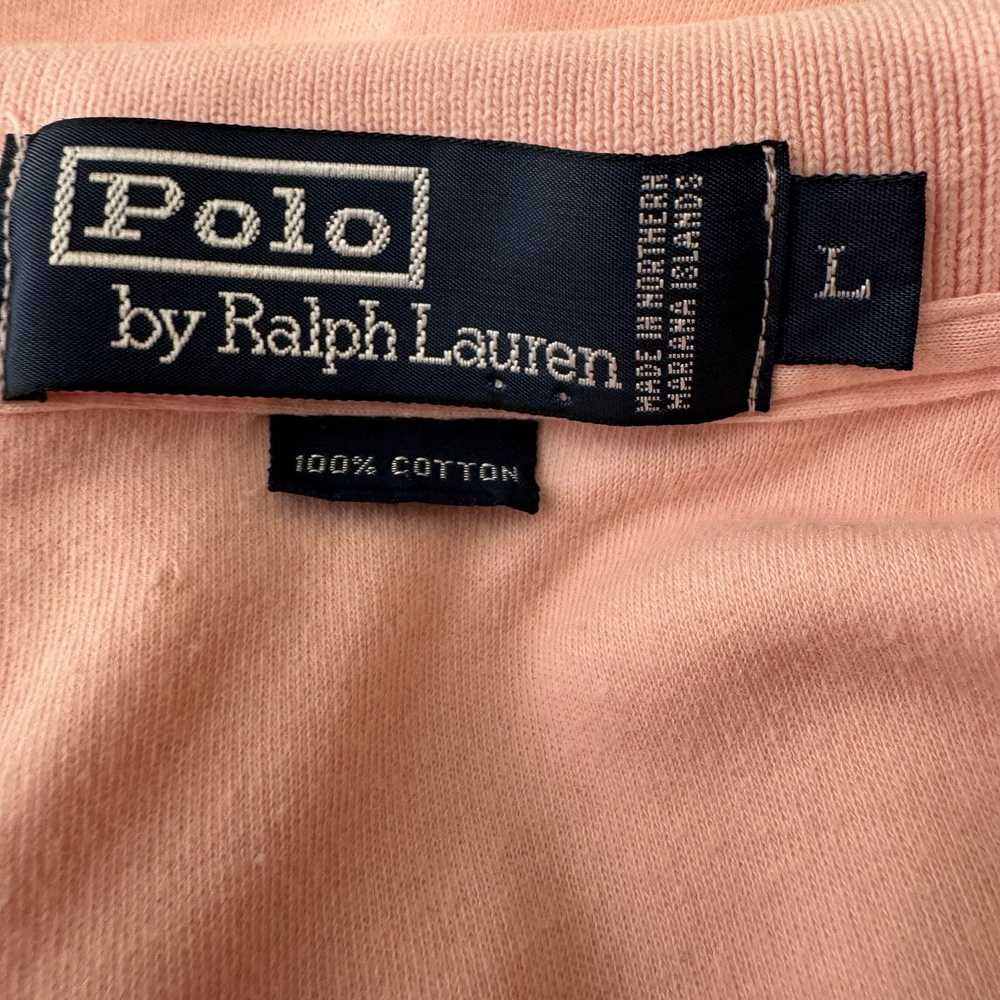 Polo
by Ralph Lauren
MADE IN NORTHERN
MARIANA ISLANDS
L
100% COTTON